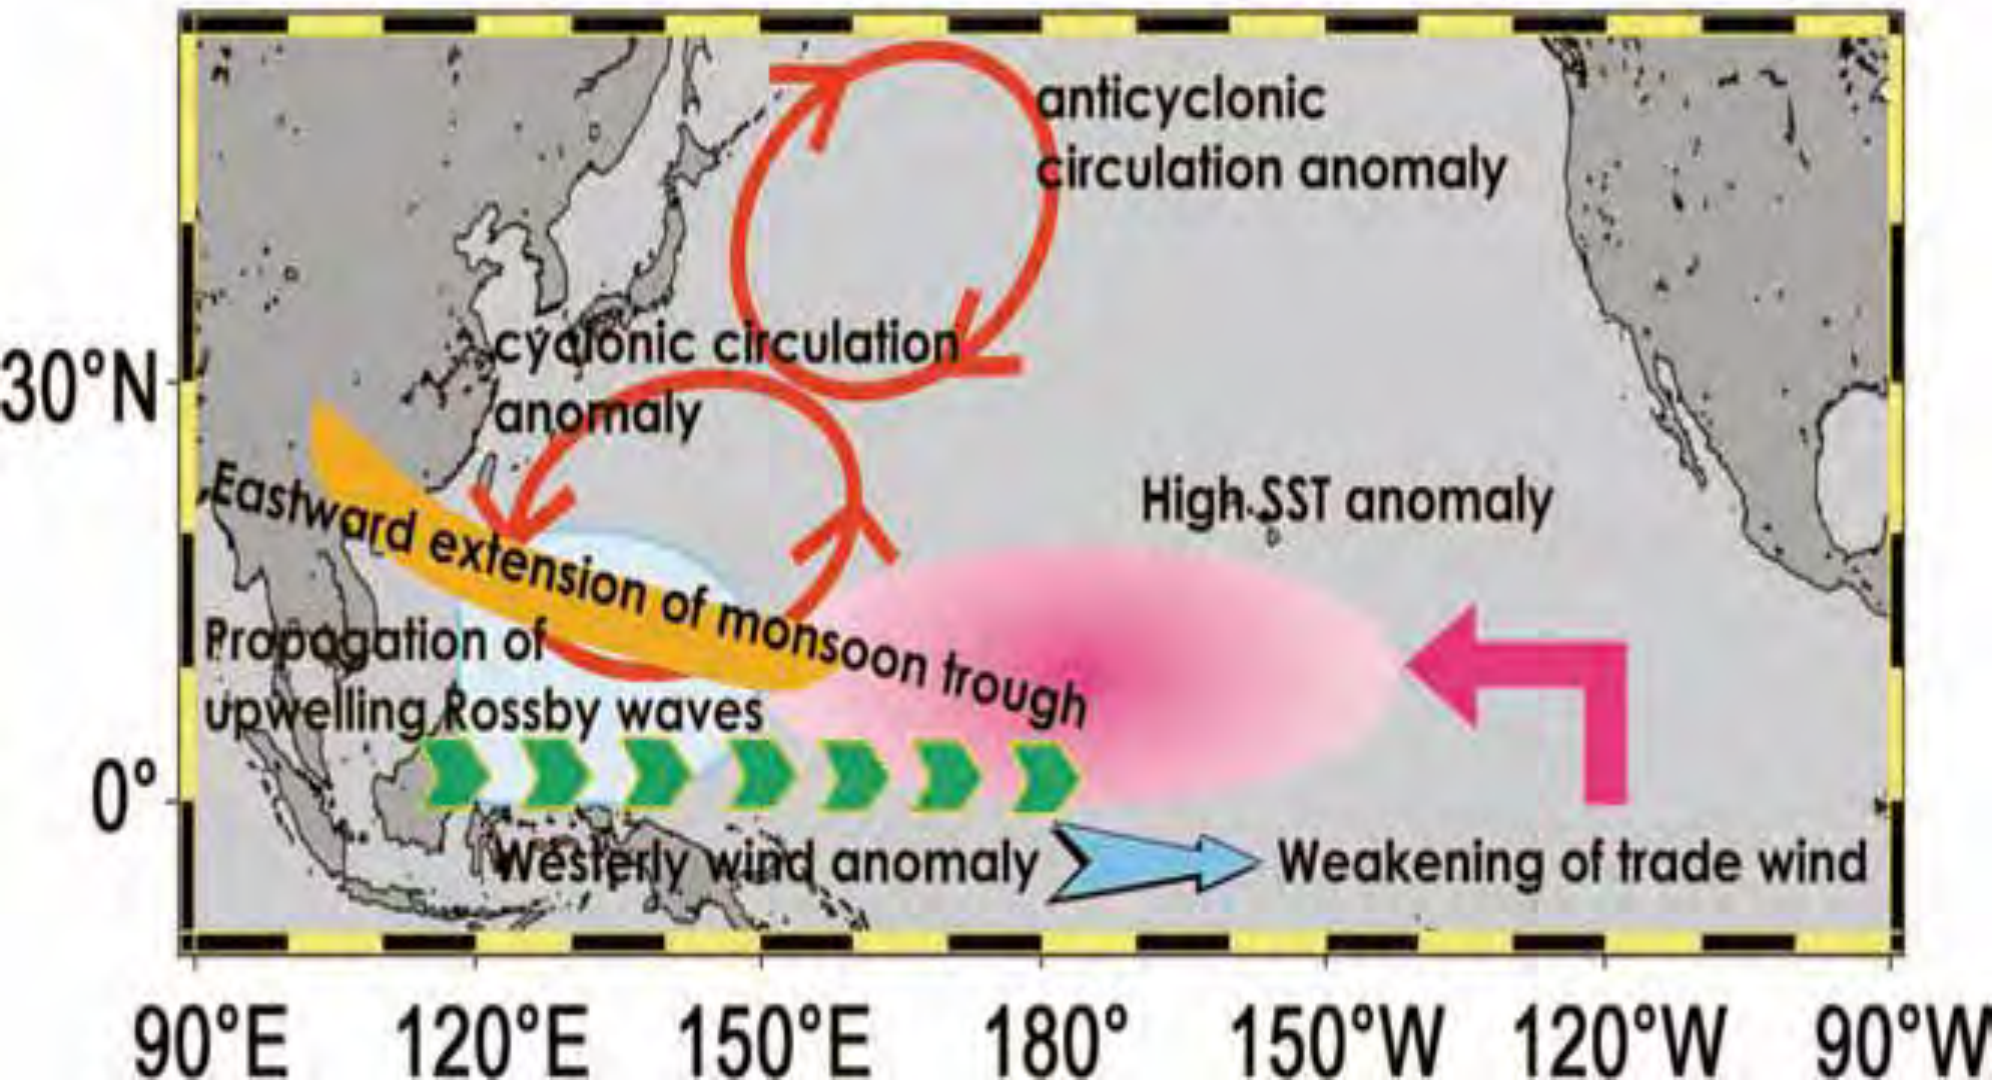 anticyclonic
circulation anomaly
cyclonic circulation
anomaly
30°N
High SST anomaly
Eastward extension of monsoon trough
Propagation of
upwelling Rossby waves
0°
Westerly wind anomaly
Weakening of trade wind
90°E 120°E 150°E 180° 150°W 120°W 90°W